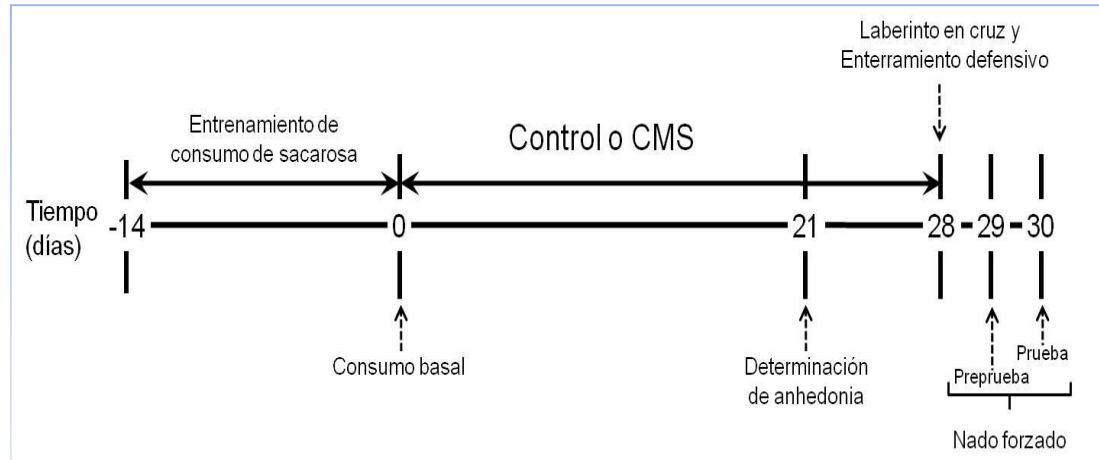 Laberinto en cruz y
Enterramiento defensivo
Entrenamiento de
consumo de sacarosa
Control o CMS
Tiempo
(días)
-14
0
21
28
29
30
Consumo basal
Determinación
de anhedonia
Prueba
Preprueba
Nado forzado